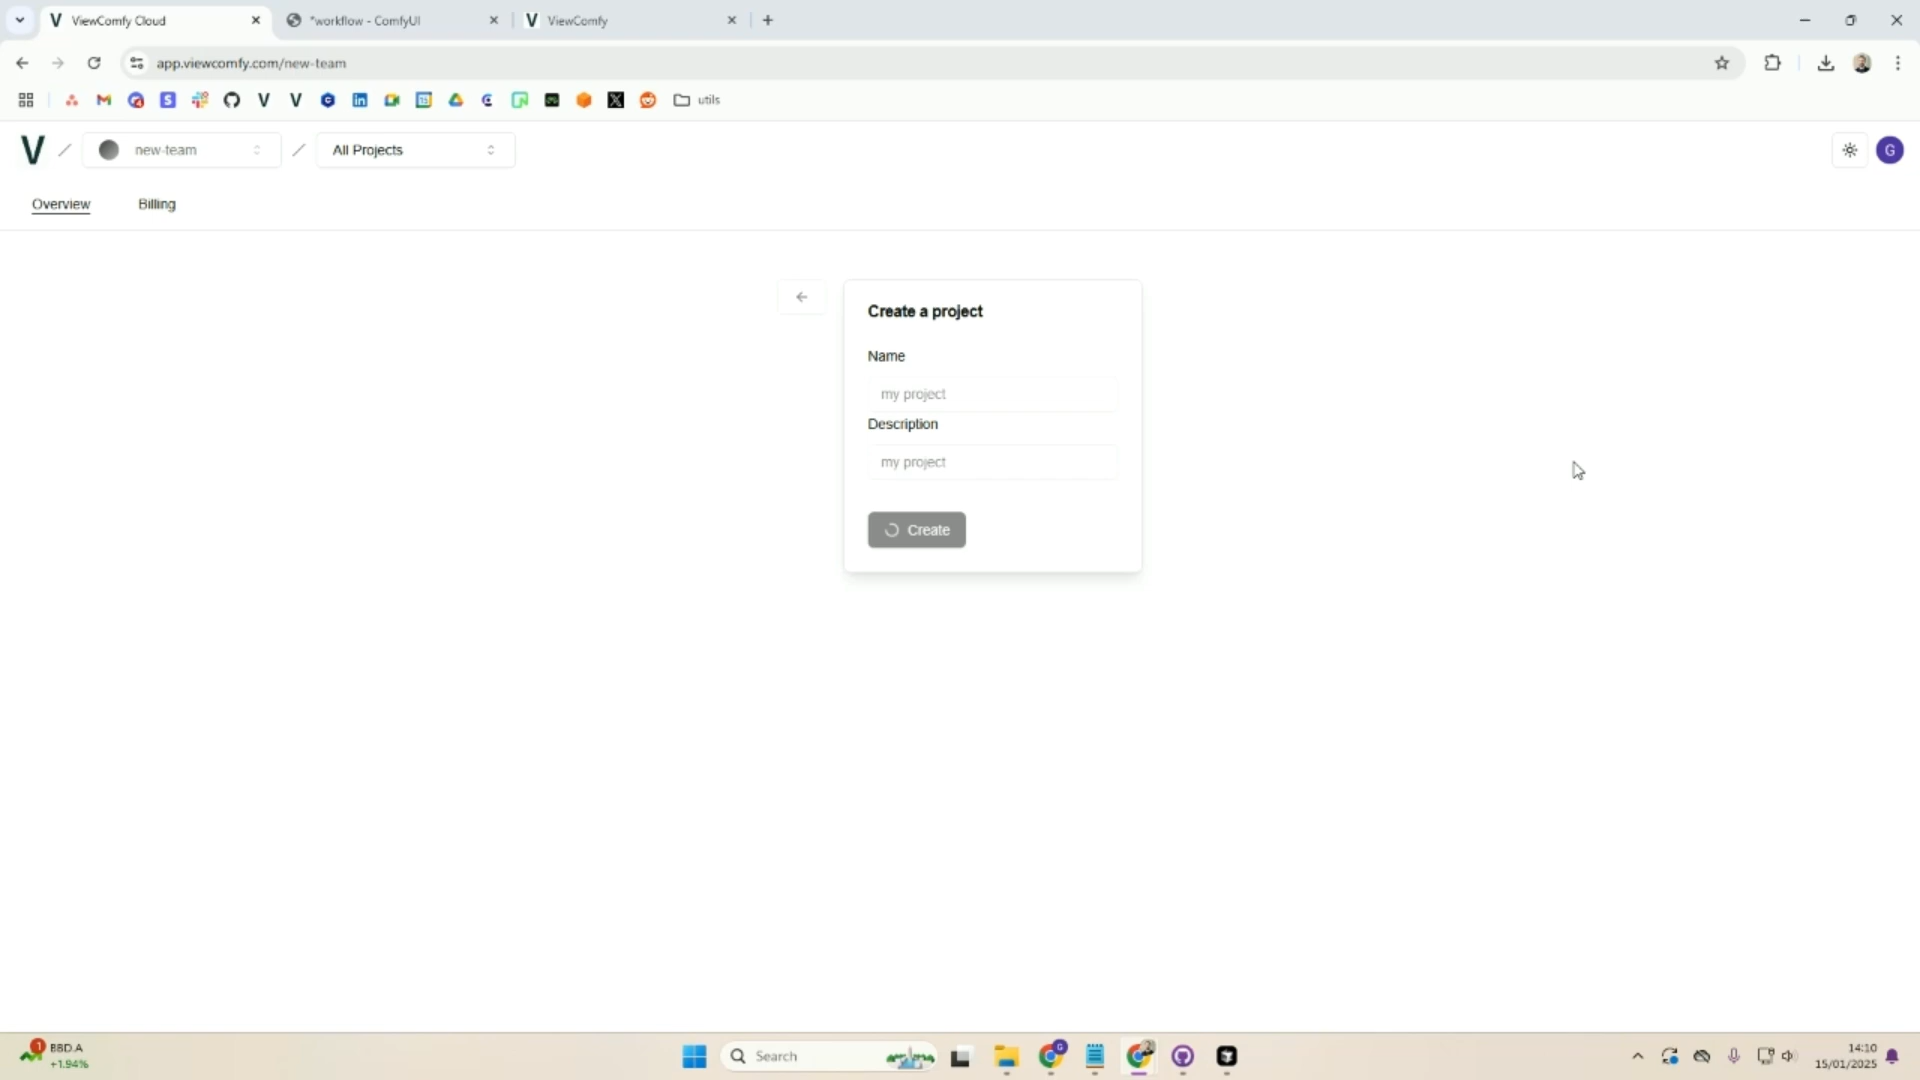 ViewComfy Cloud
*workflow - ComfyUI
ViewComfy
app.viewcomfy.com/new-team
utils
new-team
All Projects
G
Overview
Billing
Create a project
Name
my project
Description
my project
Create
1
BBD.A
+1.94%
Search
G
14:10
15/01/2025